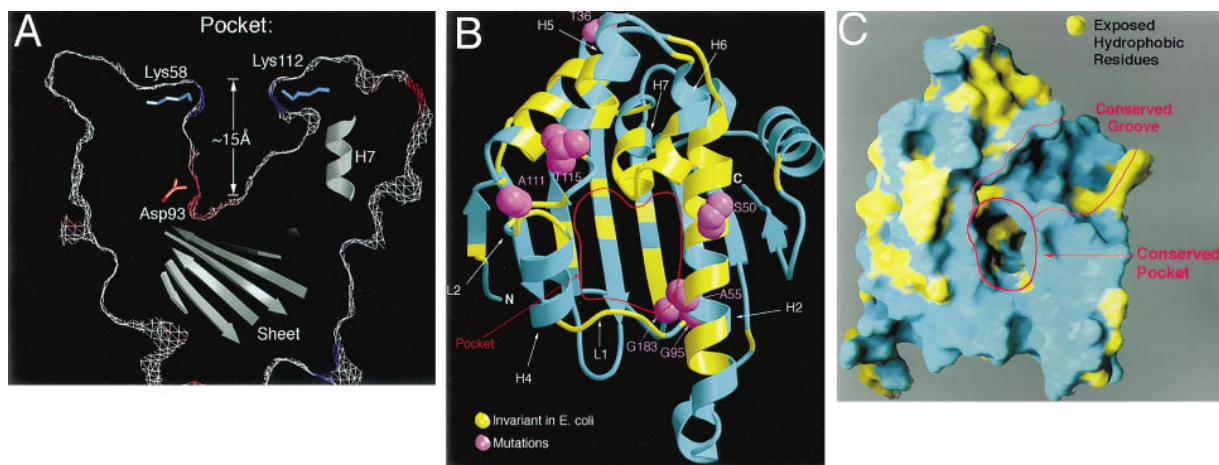 A
Pocket:
Lys58
Lys112
~15Å
H7
Asp93
Sheet
B
T36
H5
H6
H7
A111
T115
C
S50
L2
N
A55
Pocket
G183
G95
H2
L1
H4
Invariant in E. coli
Mutations
C
Exposed
Hydrophobic
Residues
Conserved
Groove
Conserved
Pocket